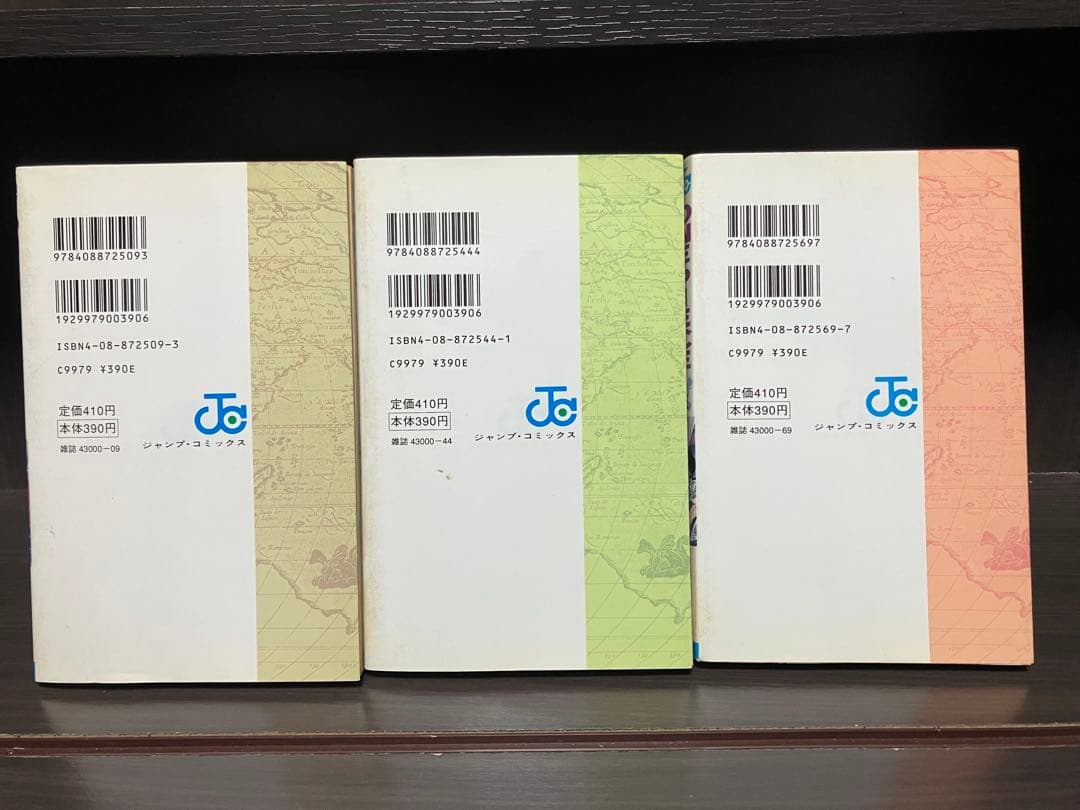 9784088725093
1929979003906
ISBN4-08-872509-3
C9979 ¥390E
定価410円
本体390円
雑誌 43000-09
JC
ジャンプ・コミックス
9784088725444
1929979003906
ISBN4-08-872544-1
C9979 ¥390E
定価410円
本体390円
雑誌 43000-44
JC
ジャンプ・コミックス
9784088725697
1929979003906
ISBN4-08-872569-7
C9979 ¥390E
定価410円
本体390円
雑誌 43000-69
JC
ジャンプ・コミックス